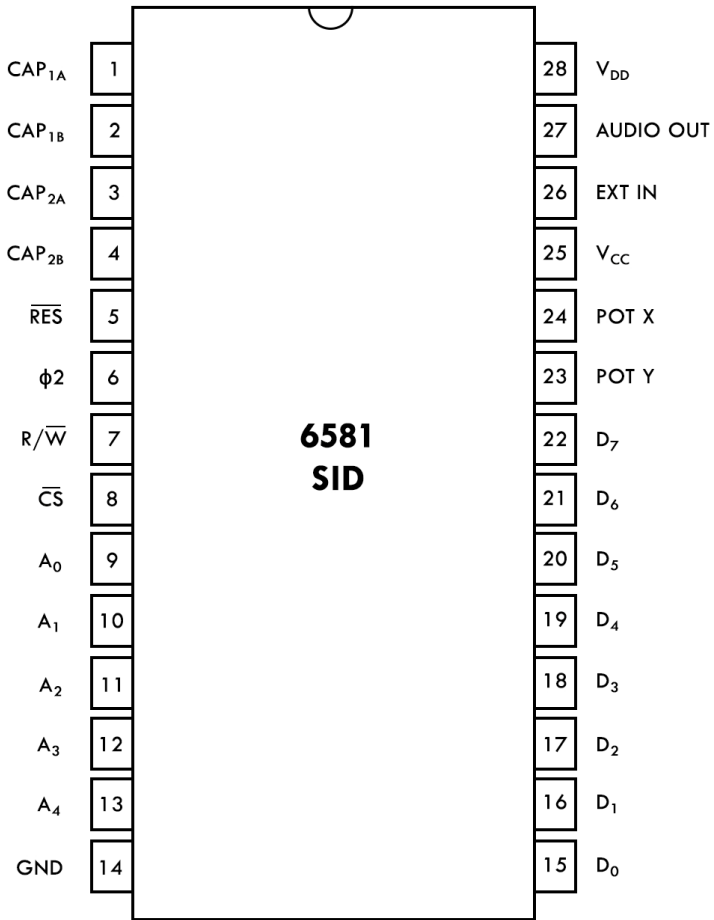 CAP1A 1 28 VDD
CAP1B 2 27 AUDIO OUT
CAP2A 3 26 EXT IN
CAP2B 4 25 VCC
R̅E̅S̅ 5 24 POT X
ϕ2 6 23 POT Y
R/W̅ 7 22 D7
6581
SID
C̅S̅ 8 21 D6
A0 9 20 D5
A1 10 19 D4
A2 11 18 D3
A3 12 17 D2
A4 13 16 D1
GND 14 15 D0